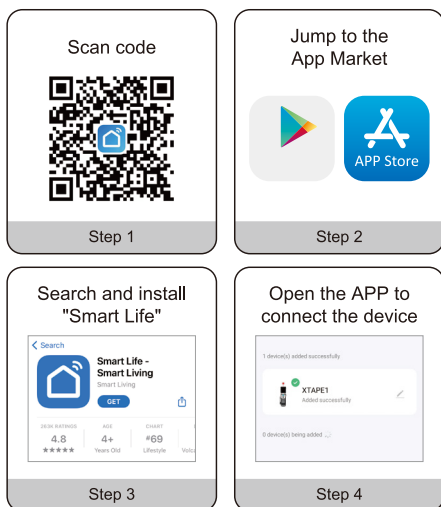 Scan code
Step 1
Jump to the
App Market
APP Store
Step 2
Search and install
"Smart Life"
Search
Smart Life -
Smart Living
Smart Living
GET
AGE
CHART
4.8
4+
#69
★★★★★
Years Old
Lifestyle
Step 3
Open the APP to
connect the device
1 device(s) added successfully
XTAPE1
Added successfully
0 device(s) being added
Step 4